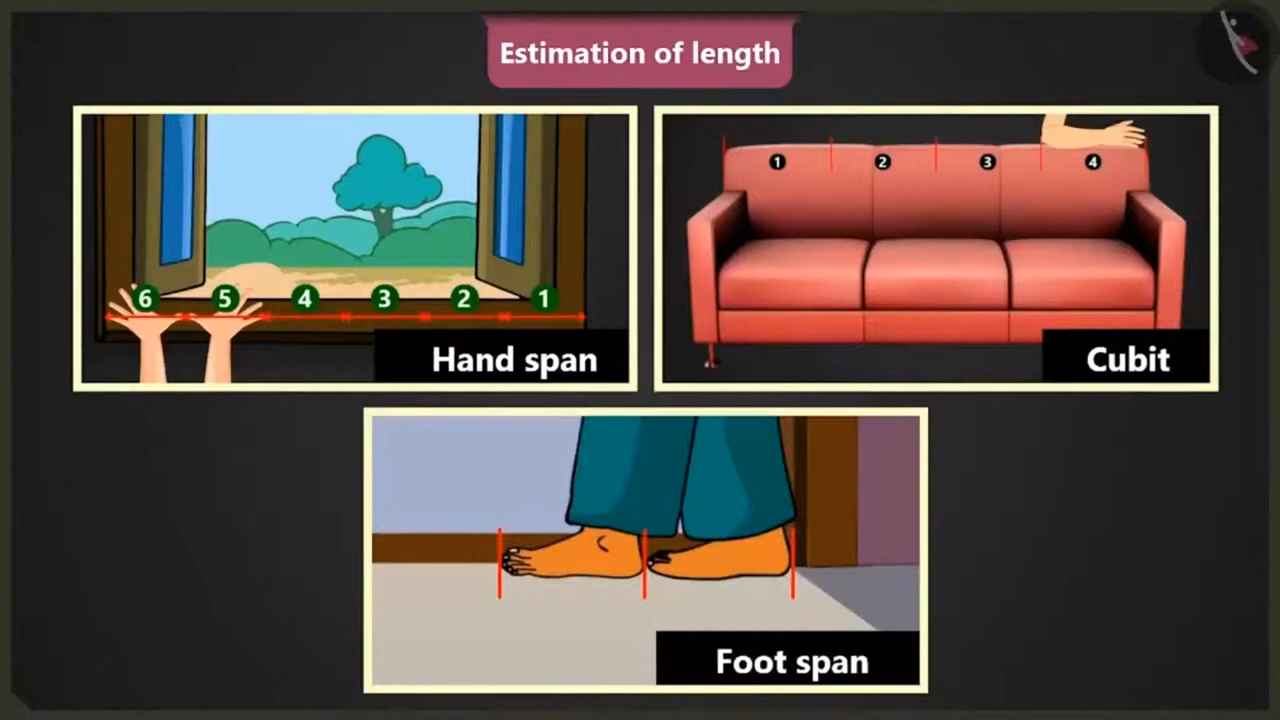 Estimation of length
6 5 4 3 2 1
Hand span
1 2 3 4
Cubit
Foot span